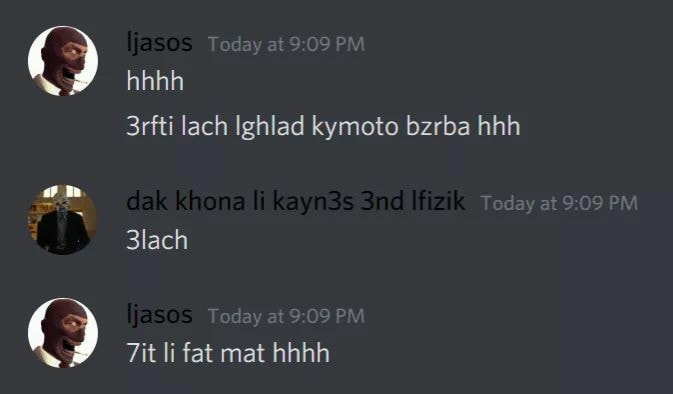 ljasos Today at 9:09 PM
hhhh
3rfti lach lghlad kymoto bzrba hhh
dak khona li kayn3s 3nd lfizik Today at 9:09 PM
3lach
ljasos Today at 9:09 PM
7it li fat mat hhhh